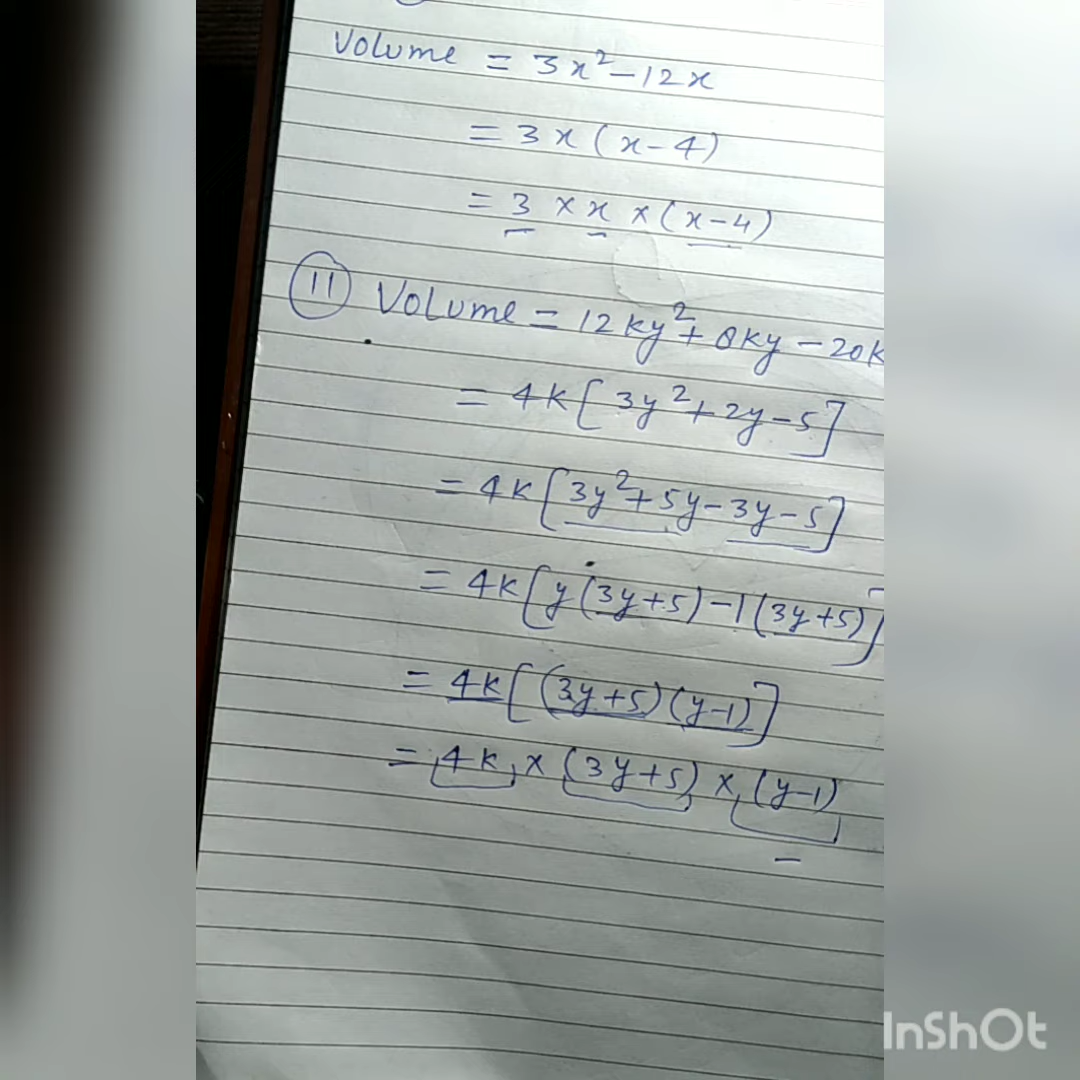 Volume = 3x² - 12x
= 3x(x-4)
= 3 × x × (x-4)
(11) Volume = 12ky² + 8ky - 20k
= 4k[3y² + 2y - 5]
= 4k[3y² + 5y - 3y - 5]
= 4k[y(3y+5) - 1(3y+5)]
= 4k[(3y+5)(y-1)]
= 4k × (3y+5) × (y-1)
InShOt